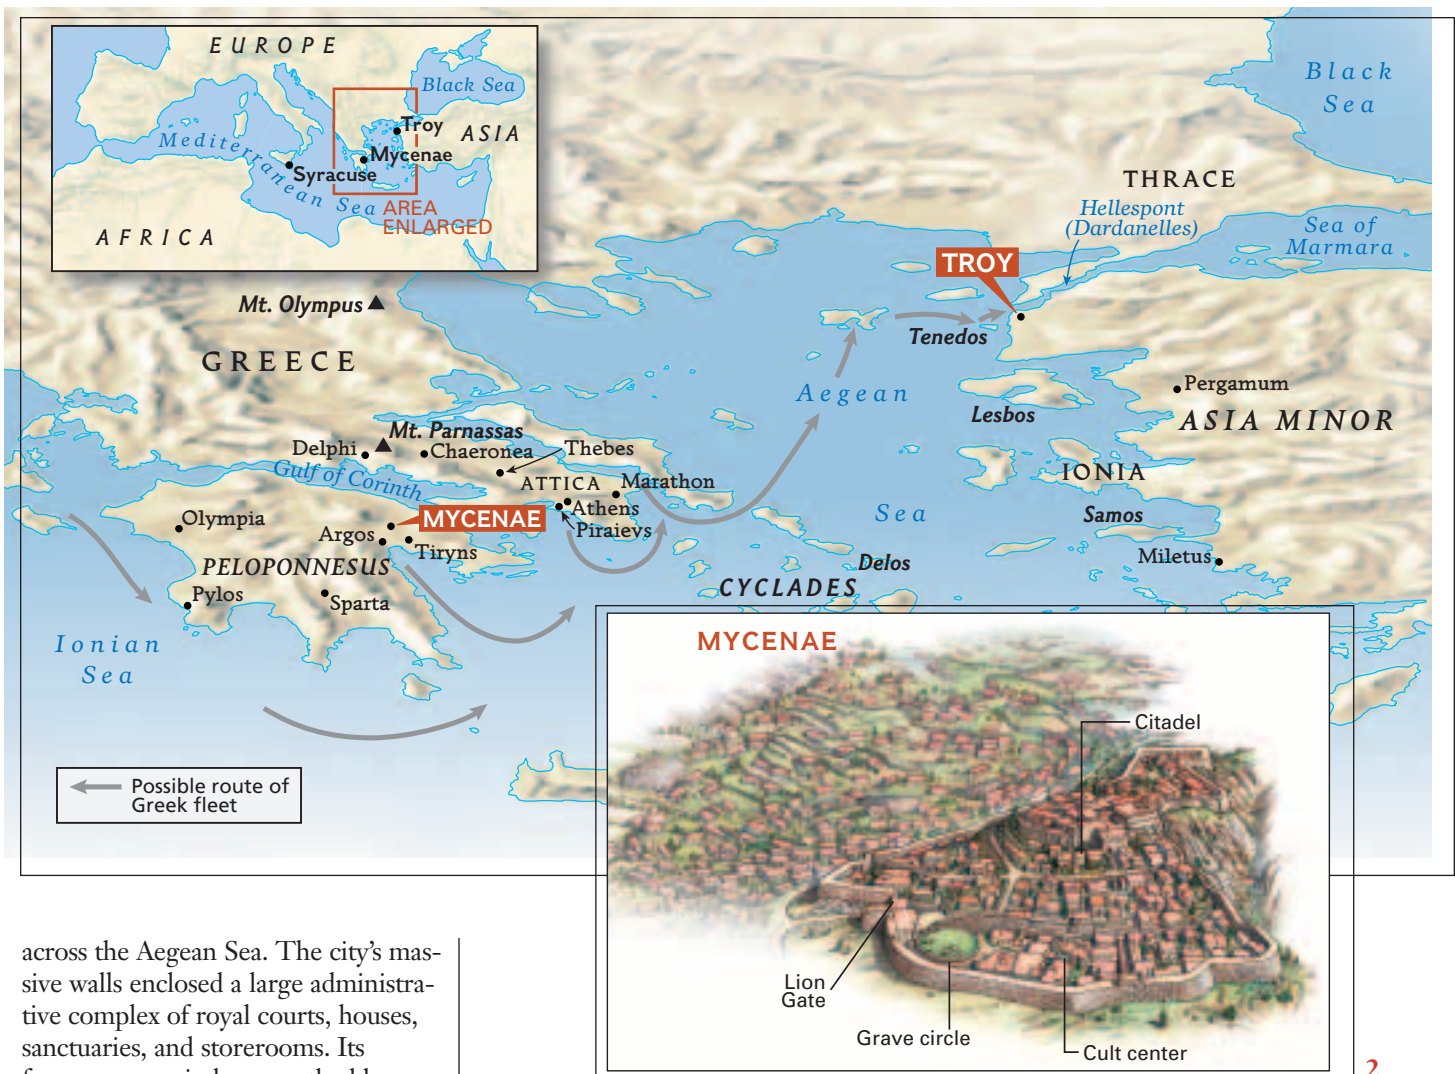 EUROPE
Black Sea
Troy
ASIA
Mediterranean Sea
Mycenae
Syracuse
AREA
ENLARGED
AFRICA
Black
Sea
THRACE
Hellespont
(Dardanelles)
Sea of
Marmara
TROY
Mt. Olympus
Tenedos
GREECE
Aegean
Sea
Pergamum
Lesbos
ASIA MINOR
Mt. Parnassas
Delphi
Chaeronea
Thebes
Gulf of Corinth
IONIA
ATTICA
Marathon
Olympia
MYCENAE
Athens
Piraievs
Samos
Argos
Tiryns
PELOPONNESUS
Delos
Miletus
CYCLADES
Pylos
Sparta
Ionian
Sea
Possible route of
Greek fleet
MYCENAE
Citadel
Lion
Gate
Grave circle
Cult center
across the Aegean Sea. The city's mas-
sive walls enclosed a large administra-
tive complex of royal courts, houses,
sanctuaries, and storerooms. Its